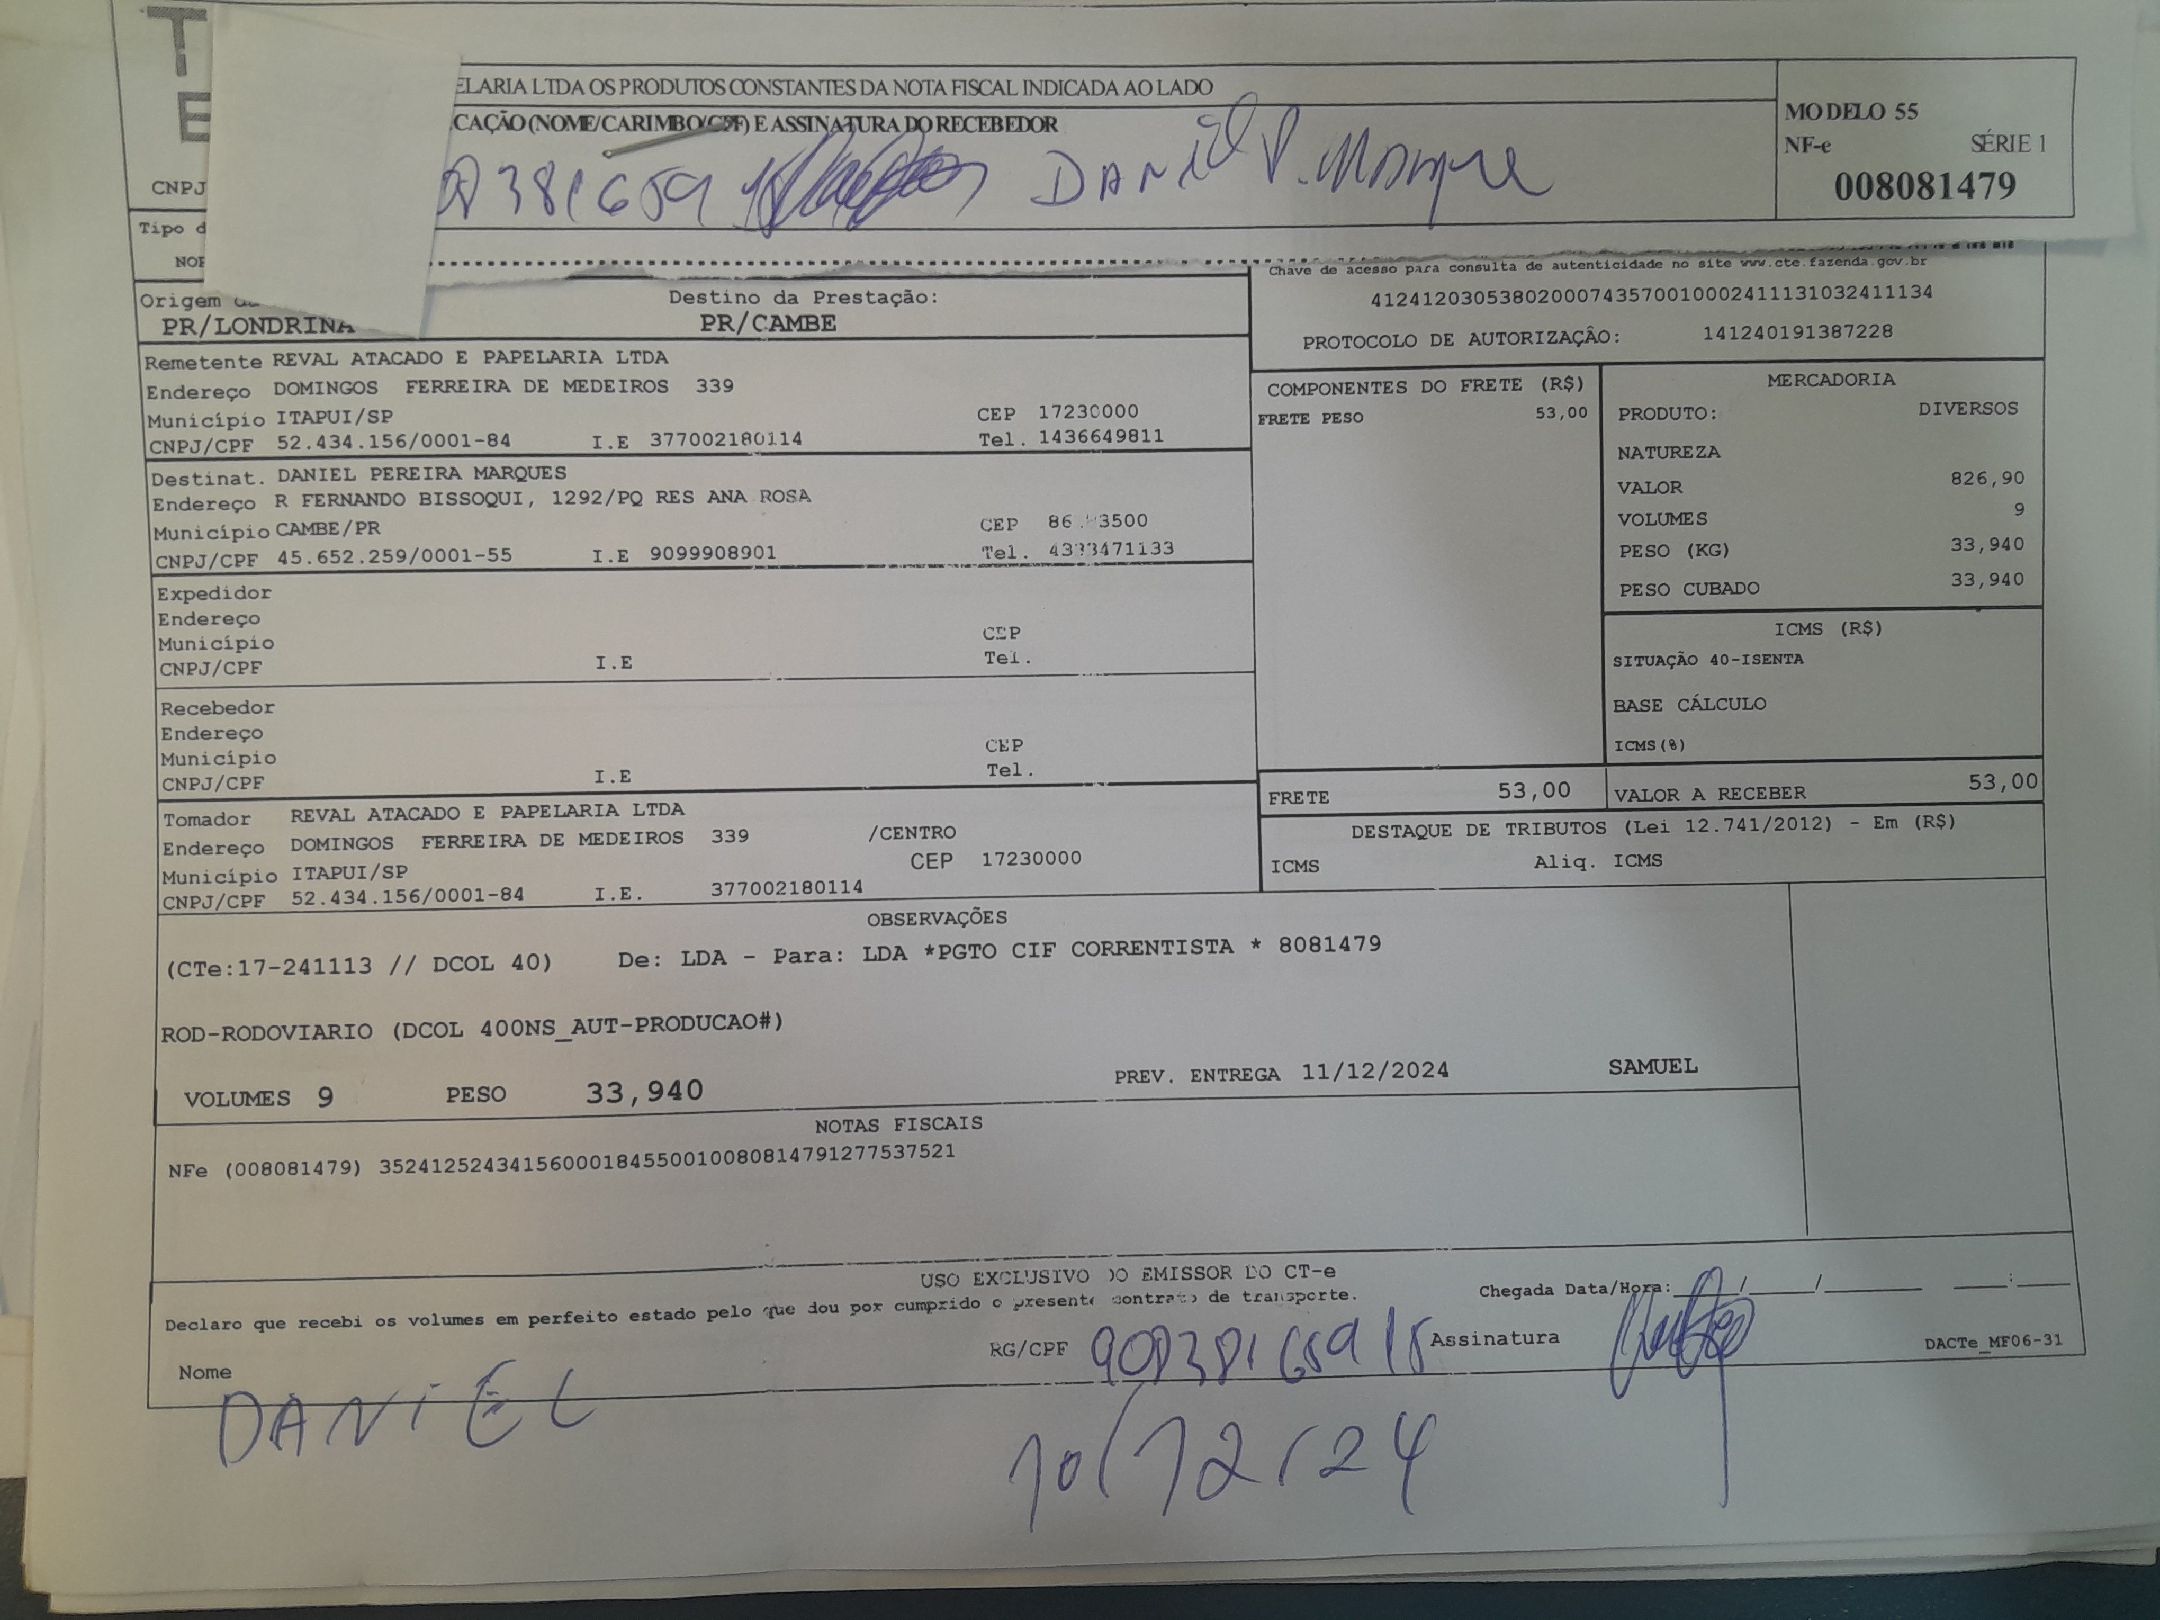 T
E
ELARIA LTDA OS PRODUTOS CONSTANTES DA NOTA FISCAL INDICADA AO LADO
CAÇÃO (NOME/CARIMBO/CPF) E ASSINATURA DO RECEBEDOR
381659 DANiel P. Marque
MODELO 55
NF-e SÉRIE 1
008081479
CNPJ
Tipo d
NOR
Chave de acesso para consulta de autenticidade no site www.cte.fazenda.gov.br
41241203053802000743570010002411131032411134
PROTOCOLO DE AUTORIZAÇÃO: 141240191387228
Origem Destino da Prestação:
PR/LONDRINA PR/CAMBE
Remetente REVAL ATACADO E PAPELARIA LTDA
Endereço DOMINGOS FERREIRA DE MEDEIROS 339
Município ITAPUI/SP CEP 17230000
CNPJ/CPF 52.434.156/0001-84 I.E 377002180114 Tel. 1436649811
Destinat. DANIEL PEREIRA MARQUES
Endereço R FERNANDO BISSOQUI, 1292/PQ RES ANA ROSA
Município CAMBE/PR CEP
CNPJ/CPF 45.652.259/0001-55 I.E 9099908901 Tel.
Expedidor
Endereço
Município CEP
CNPJ/CPF I.E Tel.
Recebedor
Endereço
Município CEP
CNPJ/CPF I.E Tel.
Tomador REVAL ATACADO E PAPELARIA LTDA
Endereço DOMINGOS FERREIRA DE MEDEIROS 339 /CENTRO
Município ITAPUI/SP CEP 17230000
CNPJ/CPF 52.434.156/0001-84 I.E. 377002180114
COMPONENTES DO FRETE (R$)
FRETE PESO 53,00
MERCADORIA
PRODUTO: DIVERSOS
NATUREZA
VALOR 826,90
VOLUMES 9
PESO (KG) 33,940
PESO CUBADO 33,940
ICMS (R$)
SITUAÇÃO 40-ISENTA
BASE CÁLCULO
ICMS(%)
FRETE 53,00 VALOR A RECEBER 53,00
DESTAQUE DE TRIBUTOS (Lei 12.741/2012) - Em (R$)
ICMS Aliq. ICMS
OBSERVAÇÕES
(CTe:17-241113 // DCOL 40) De: LDA - Para: LDA *PGTO CIF CORRENTISTA * 8081479
ROD-RODOVIARIO (DCOL 400NS_AUT-PRODUCAO#)
VOLUMES 9 PESO 33,940 PREV. ENTREGA 11/12/2024 SAMUEL
NOTAS FISCAIS
NFe (008081479) 35241252434156000184550010080814791277537521
USO EXCLUSIVO DO EMISSOR DO CT-e
Declaro que recebi os volumes em perfeito estado pelo que dou por cumprido o presente contrato de transporte.
Chegada Data/Hora: ____/____/______ ____:____
Nome RG/CPF 90838165915 Assinatura DACTe_MF06-31
DANiEL
10/12/24